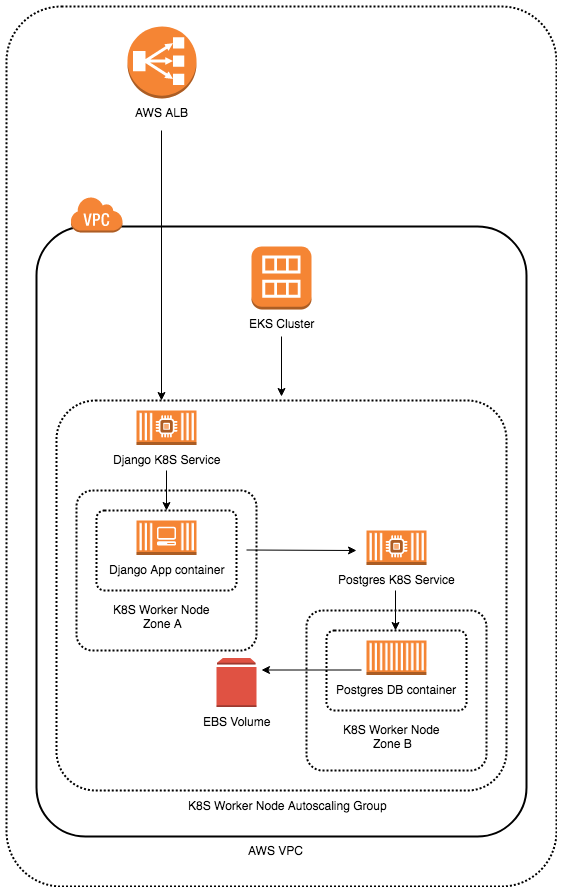 AWS ALB
VPC
EKS Cluster
Django K8S Service
Django App container
K8S Worker Node
Zone A
Postgres K8S Service
Postgres DB container
EBS Volume
K8S Worker Node
Zone B
K8S Worker Node Autoscaling Group
AWS VPC